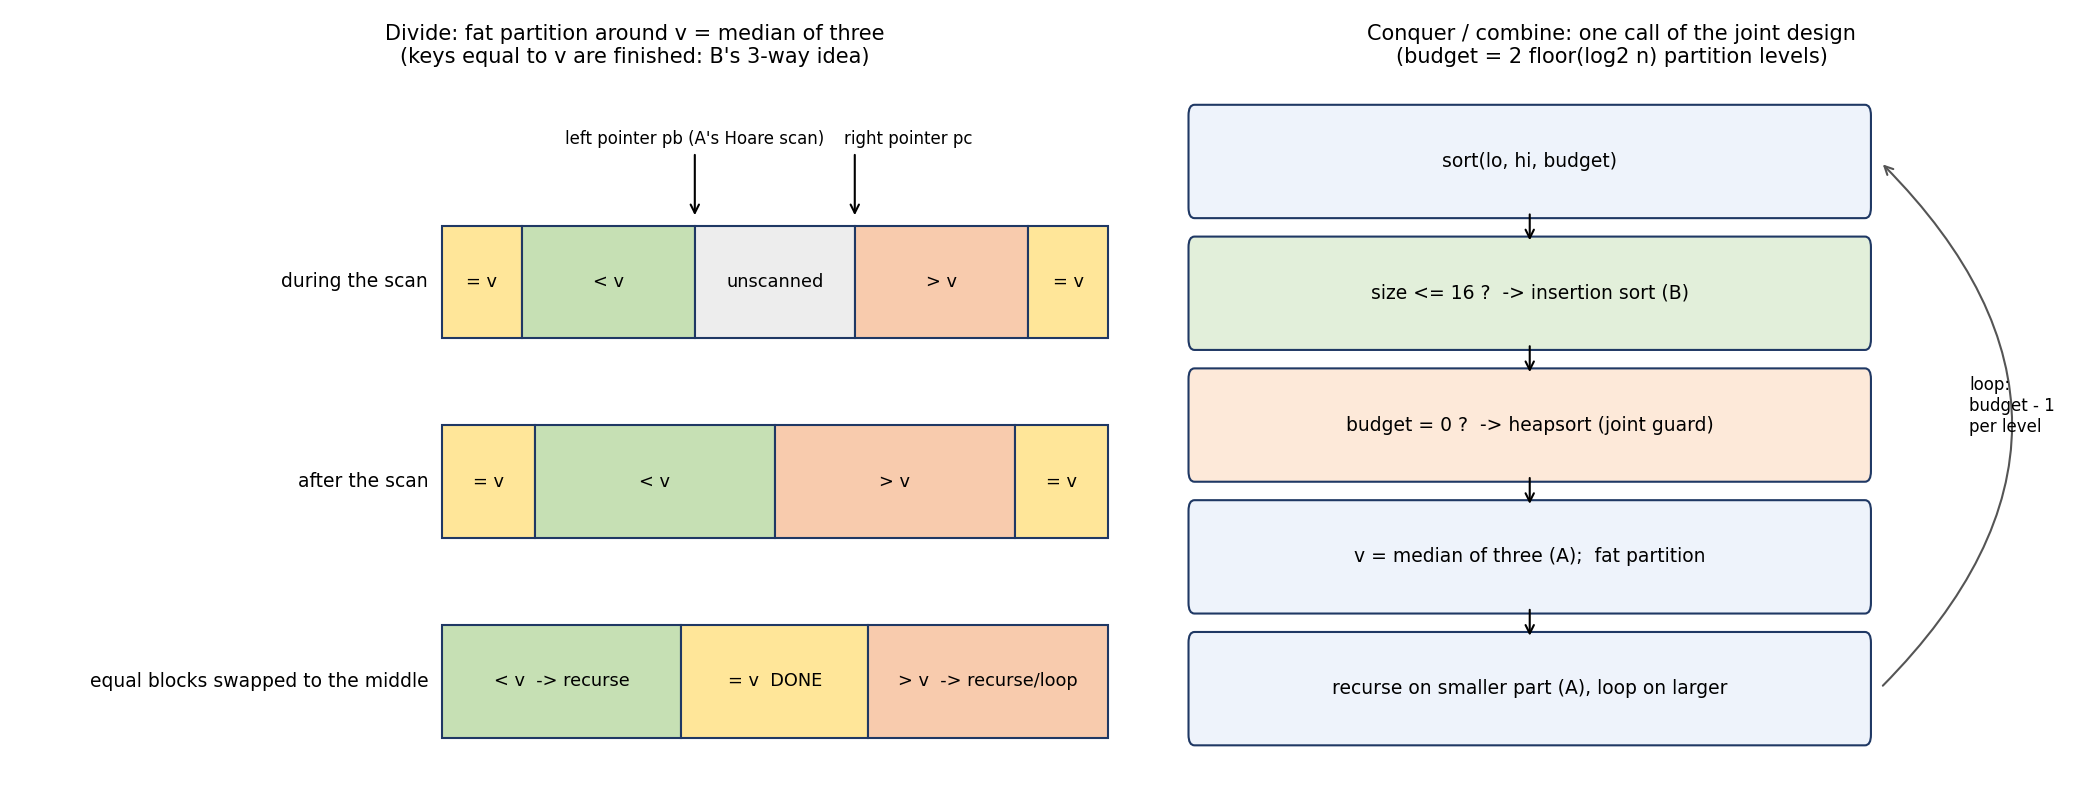 Divide: fat partition around v = median of three
(keys equal to v are finished: B's 3-way idea)
left pointer pb (A's Hoare scan)
right pointer pc
during the scan
= v
< v
unscanned
> v
= v
after the scan
= v
< v
> v
= v
equal blocks swapped to the middle
< v -> recurse
= v DONE
> v -> recurse/loop
Conquer / combine: one call of the joint design
(budget = 2 floor(log2 n) partition levels)
sort(lo, hi, budget)
size <= 16 ? -> insertion sort (B)
budget = 0 ? -> heapsort (joint guard)
v = median of three (A); fat partition
recurse on smaller part (A), loop on larger
loop:
budget - 1
per level